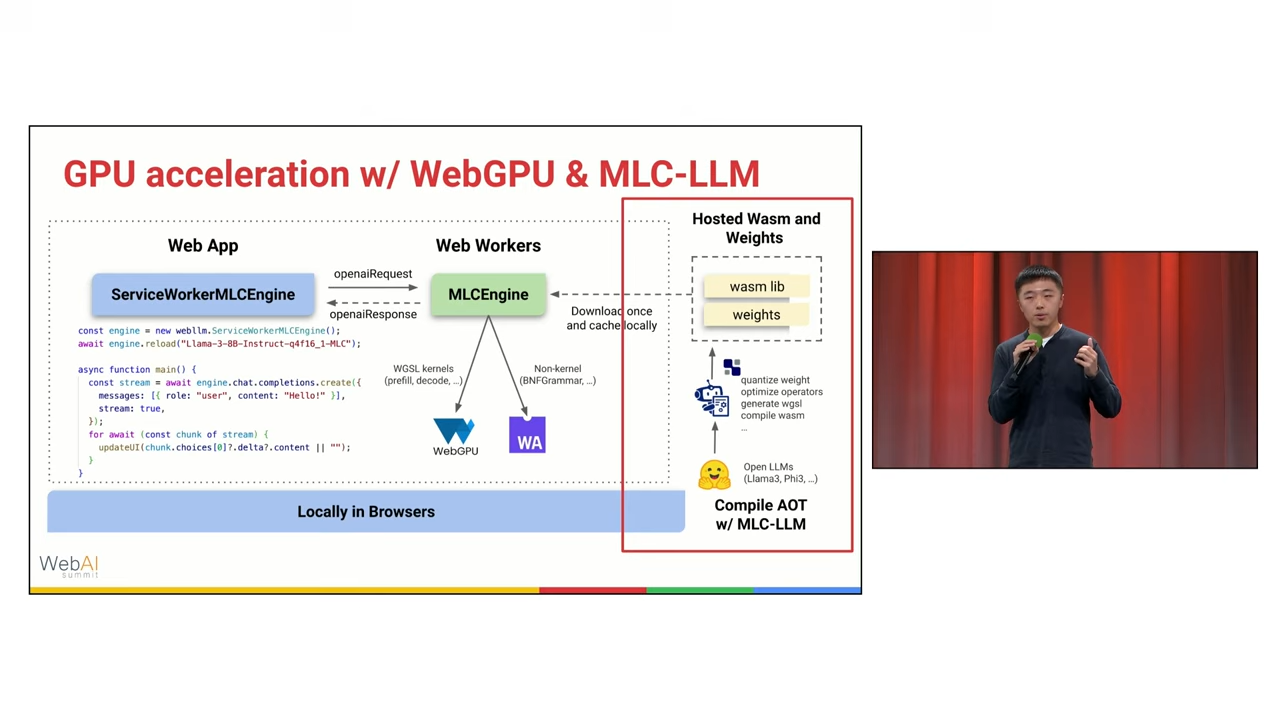 GPU acceleration w/ WebGPU & MLC-LLM
Web App
ServiceWorkerMLCEngine
const engine = new webllm.ServiceWorkerMLCEngine();
await engine.reload("Llama-3-8B-Instruct-q4f16_1-MLC");
async function main() {
const stream = await engine.chat.completions.create({
messages: [{ role: "user", content: "Hello!" }],
stream: true,
});
for await (const chunk of stream) {
updateUI(chunk.choices[0]?.delta?.content || "");
}
}
openaiRequest
openaiResponse
Web Workers
MLCEngine
WGSL kernels
(prefill, decode, ...)
Non-kernel
(BNFGrammar, ...)
WebGPU
WA
Download once
and cache locally
Hosted Wasm and
Weights
wasm lib
weights
quantize weight
optimize operators
generate wgsl
compile wasm
...
Open LLMs
(Llama3, Phi3, ...)
Compile AOT
w/ MLC-LLM
Locally in Browsers
WebAI
summit